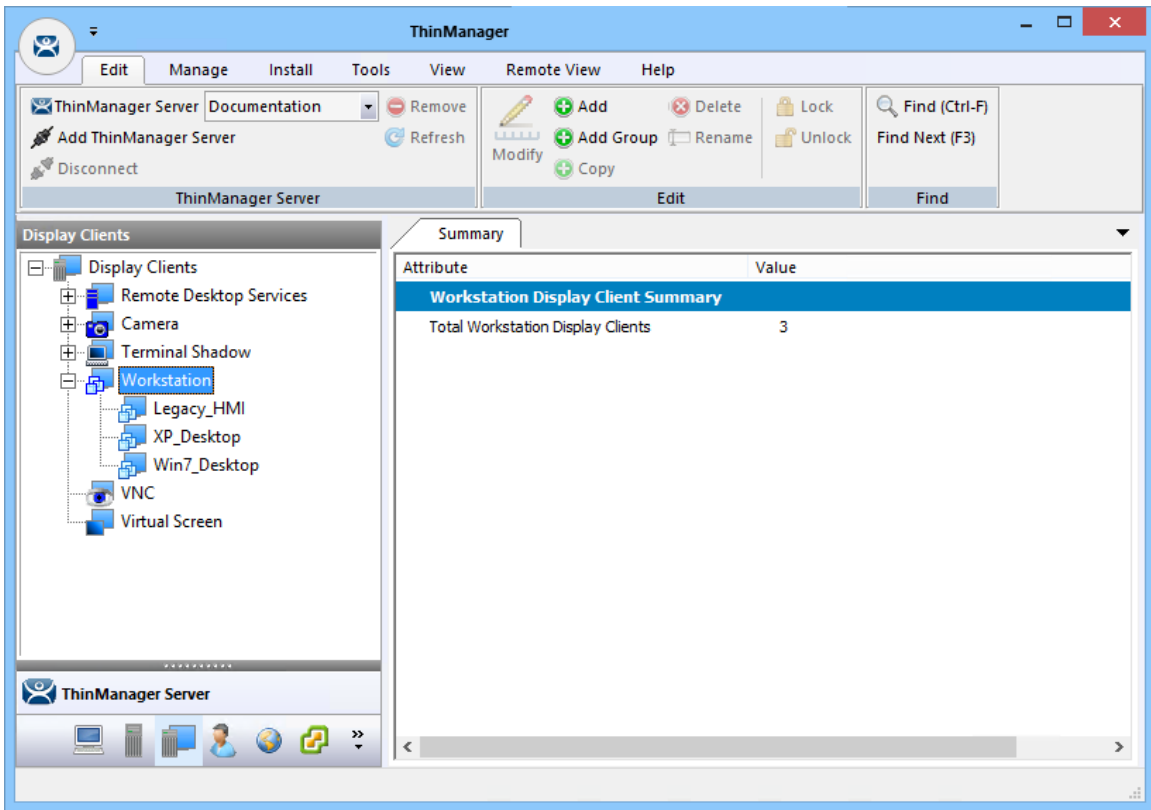 ThinManager
Edit Manage Install Tools View Remote View Help
ThinManager Server Documentation Remove Add Delete Lock Find (Ctrl-F)
Add ThinManager Server Refresh Modify Add Group Rename Unlock Find Next (F3)
Disconnect Copy
ThinManager Server Edit Find
Display Clients
Display Clients
Remote Desktop Services
Camera
Terminal Shadow
Workstation
Legacy_HMI
XP_Desktop
Win7_Desktop
VNC
Virtual Screen
ThinManager Server
Summary
Attribute Value
Workstation Display Client Summary
Total Workstation Display Clients 3